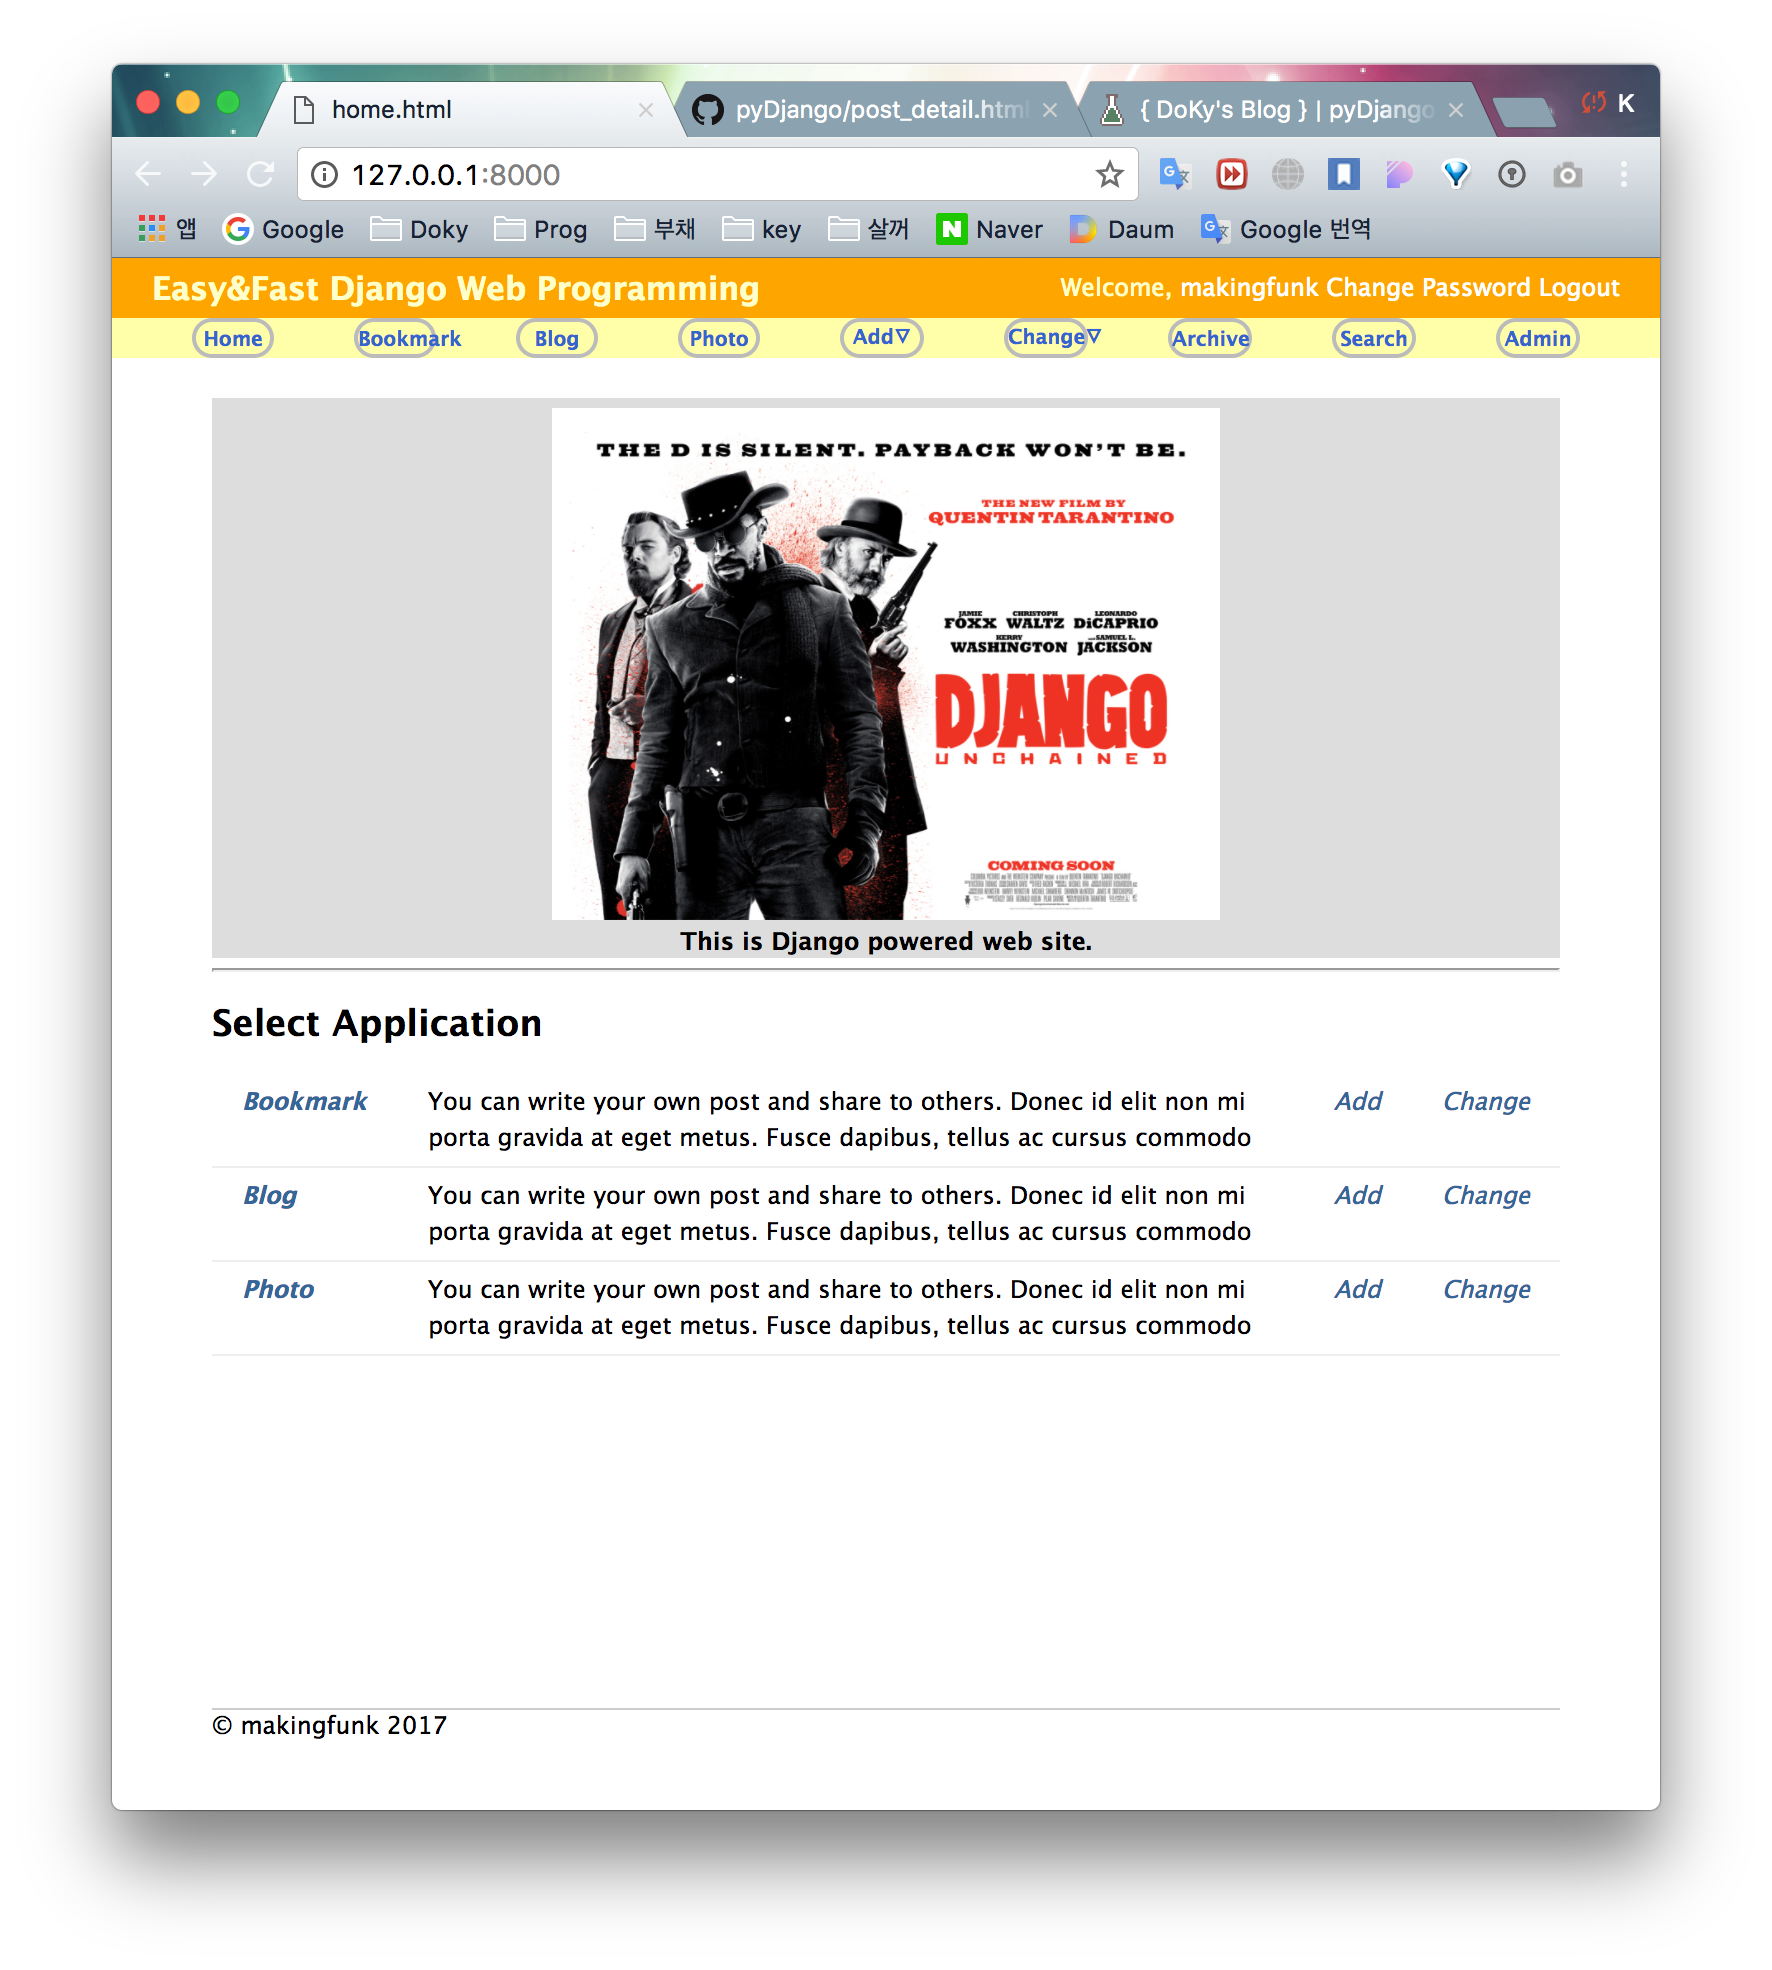 home.html
pyDjango/post_detail.html
{ DoKy's Blog } | pyDjango
K
127.0.0.1:8000
앱 Google Doky Prog 부채 key 살꺼 Naver Daum Google 번역
Easy&Fast Django Web Programming
Welcome, makingfunk Change Password Logout
Home Bookmark Blog Photo Add▽ Change▽ Archive Search Admin
THE D IS SILENT. PAYBACK WON'T BE.
THE NEW FILM BY
QUENTIN TARANTINO
JAMIE FOXX CHRISTOPH WALTZ LEONARDO DiCAPRIO
KERRY WASHINGTON SAMUEL L. JACKSON
DJANGO
UNCHAINED
COMING SOON
This is Django powered web site.
Select Application
Bookmark You can write your own post and share to others. Donec id elit non mi Add Change
porta gravida at eget metus. Fusce dapibus, tellus ac cursus commodo
Blog You can write your own post and share to others. Donec id elit non mi Add Change
porta gravida at eget metus. Fusce dapibus, tellus ac cursus commodo
Photo You can write your own post and share to others. Donec id elit non mi Add Change
porta gravida at eget metus. Fusce dapibus, tellus ac cursus commodo
© makingfunk 2017